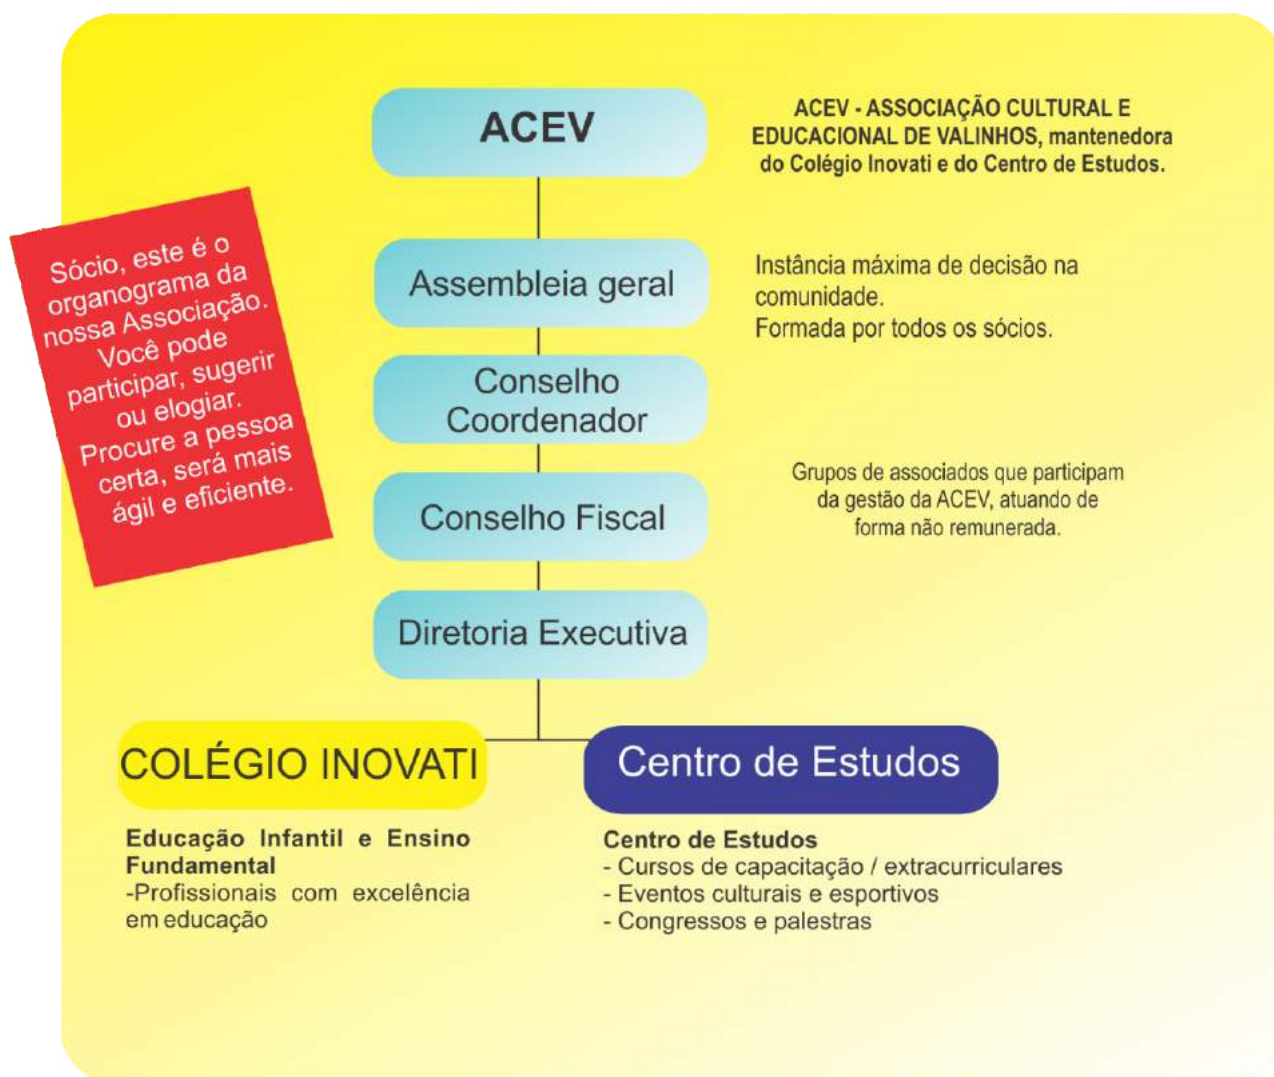 ACEV
ACEV - ASSOCIAÇÃO CULTURAL E
EDUCACIONAL DE VALINHOS, mantenedora
do Colégio Inovati e do Centro de Estudos.
Sócio, este é o
organograma da
nossa Associação.
Você pode
participar, sugerir
ou elogiar.
Procure a pessoa
certa, será mais
ágil e eficiente.
Assembleia geral
Instância máxima de decisão na
comunidade.
Formada por todos os sócios.
Conselho
Coordenador
Conselho Fiscal
Grupos de associados que participam
da gestão da ACEV, atuando de
forma não remunerada.
Diretoria Executiva
COLÉGIO INOVATI
Educação Infantil e Ensino
Fundamental
-Profissionais com excelência
em educação
Centro de Estudos
Centro de Estudos
- Cursos de capacitação / extracurriculares
- Eventos culturais e esportivos
- Congressos e palestras